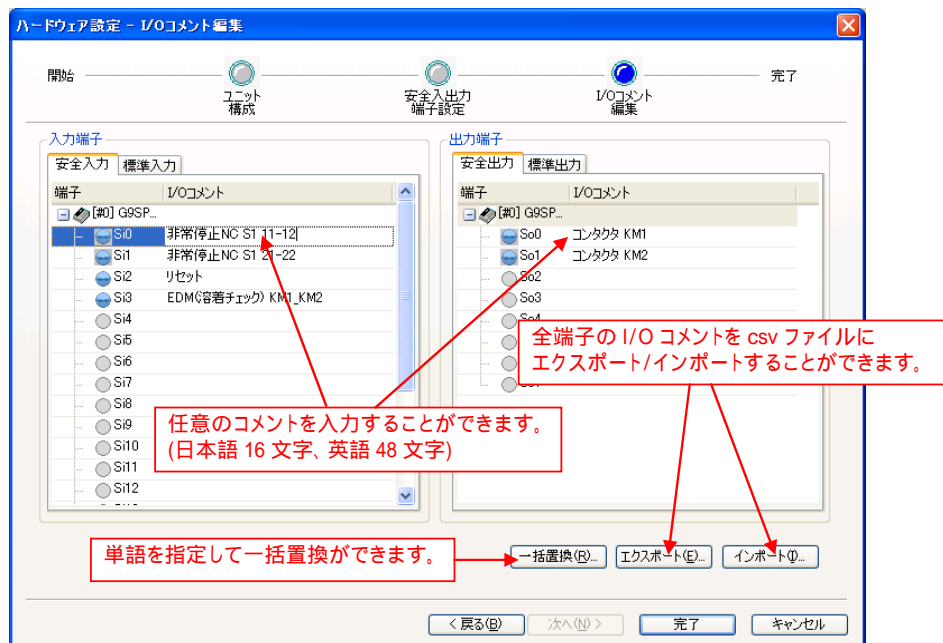 ハードウェア設定 - I/Oコメント編集
開始
ユニット
構成
安全入出力
端子設定
I/Oコメント
編集
完了
入力端子
安全入力
標準入力
端子
I/Oコメント
[#0] G9SP...
Si0 非常停止NC S1 11-12
Si1 非常停止NC S1 21-22
Si2 リセット
Si3 EDM(溶着チェック) KM1_KM2
Si4
Si5
Si6
Si7
Si8
Si9
Si10
Si11
Si12
出力端子
安全出力
標準出力
端子
I/Oコメント
[#0] G9SP...
So0 コンタクタ KM1
So1 コンタクタ KM2
So2
So3
So4
全端子の I/O コメントを csv ファイルに
エクスポート/インポートすることができます。
任意のコメントを入力することができます。
(日本語 16 文字、英語 48 文字)
単語を指定して一括置換ができます。
一括置換(R)...
エクスポート(E)...
インポート(I)...
< 戻る(B)
次へ(N) >
完了
キャンセル